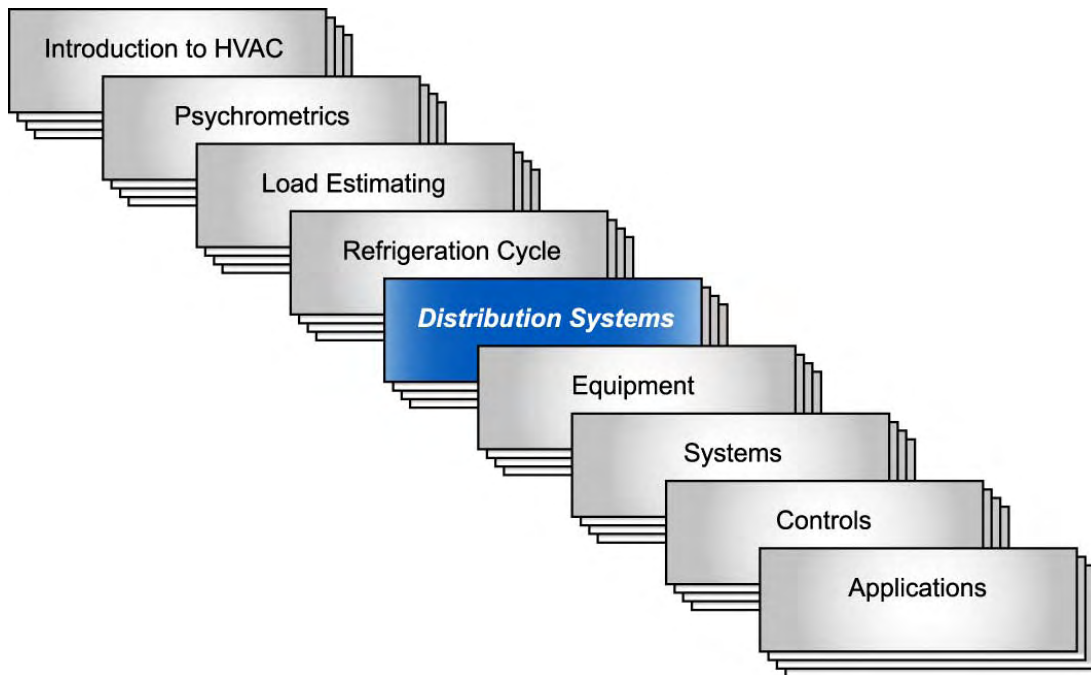 Introduction to HVAC
Psychrometrics
Load Estimating
Refrigeration Cycle
Distribution Systems
Equipment
Systems
Controls
Applications